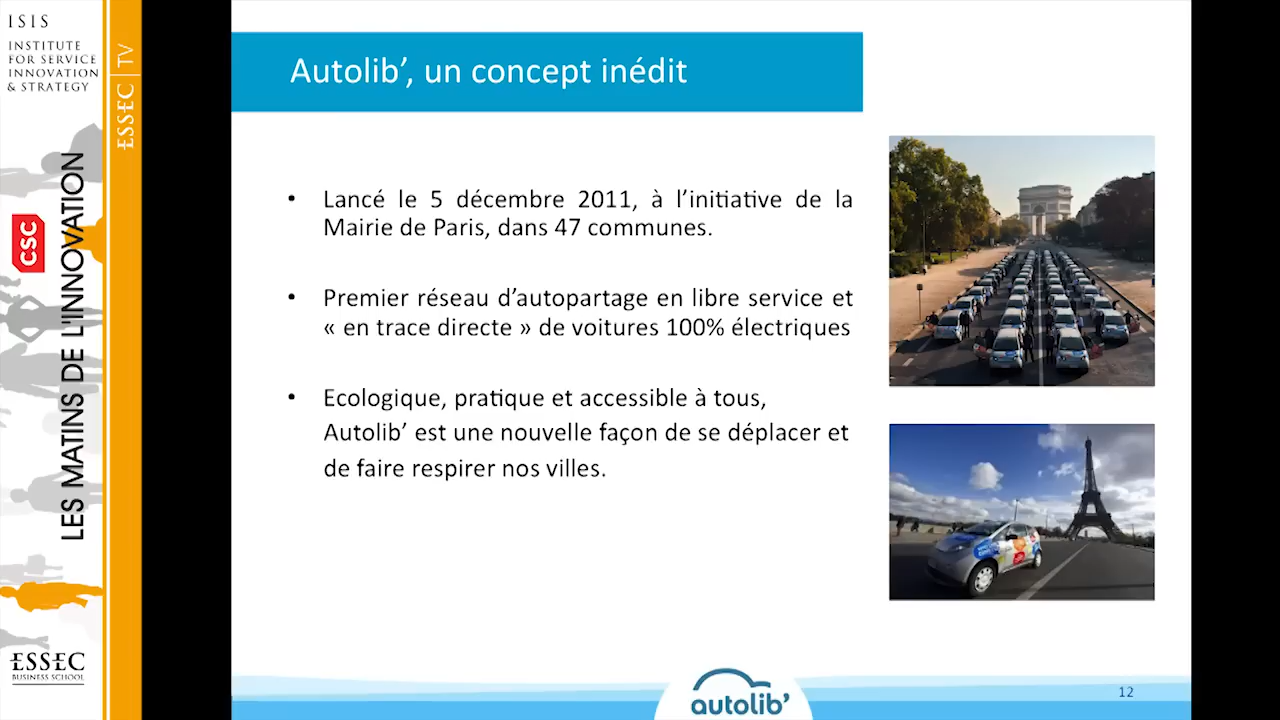 ISIS
INSTITUTE
FOR SERVICE
INNOVATION
& STRATEGY
ESSEC TV
LES MATINS DE L'INNOVATION
CSC
ESSEC
BUSINESS SCHOOL
Autolib’, un concept inédit
• Lancé le 5 décembre 2011, à l’initiative de la
Mairie de Paris, dans 47 communes.
• Premier réseau d’autopartage en libre service et
« en trace directe » de voitures 100% électriques
• Ecologique, pratique et accessible à tous,
Autolib’ est une nouvelle façon de se déplacer et
de faire respirer nos villes.
autolib’
12